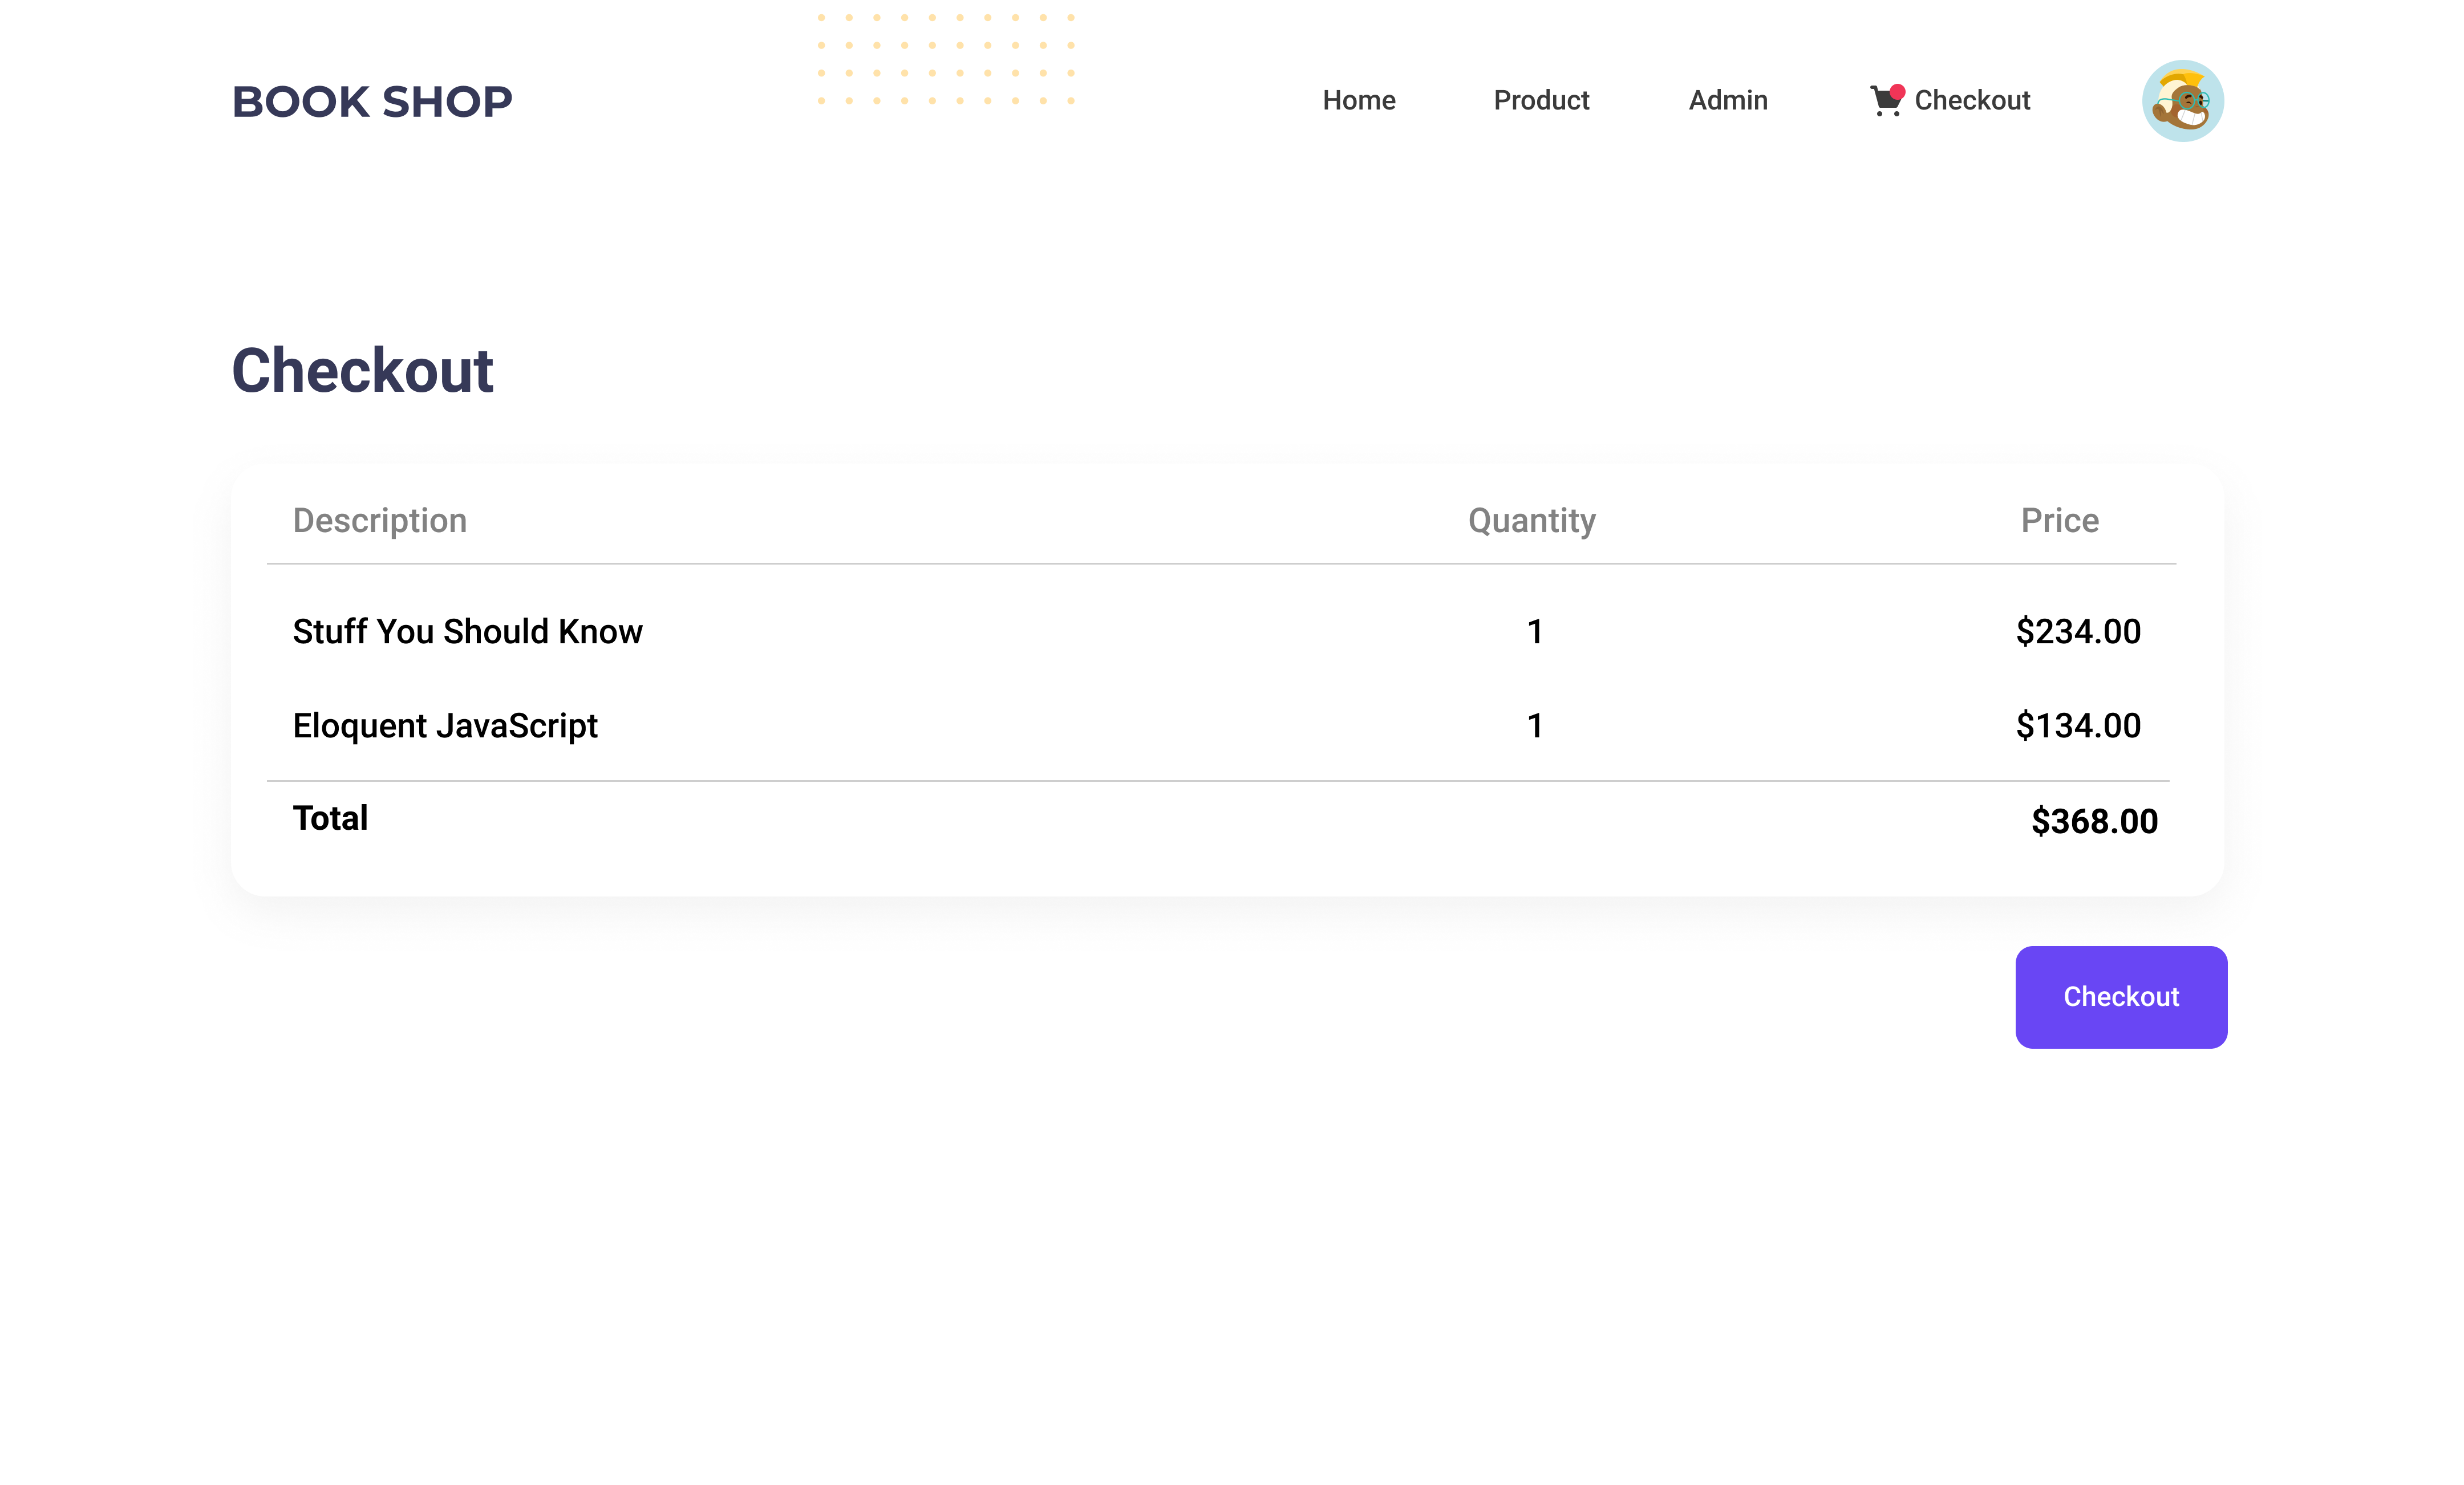 BOOK SHOP
Home Product Admin Checkout
Checkout
Description Quantity Price
Stuff You Should Know 1 $234.00
Eloquent JavaScript 1 $134.00
Total $368.00
Checkout